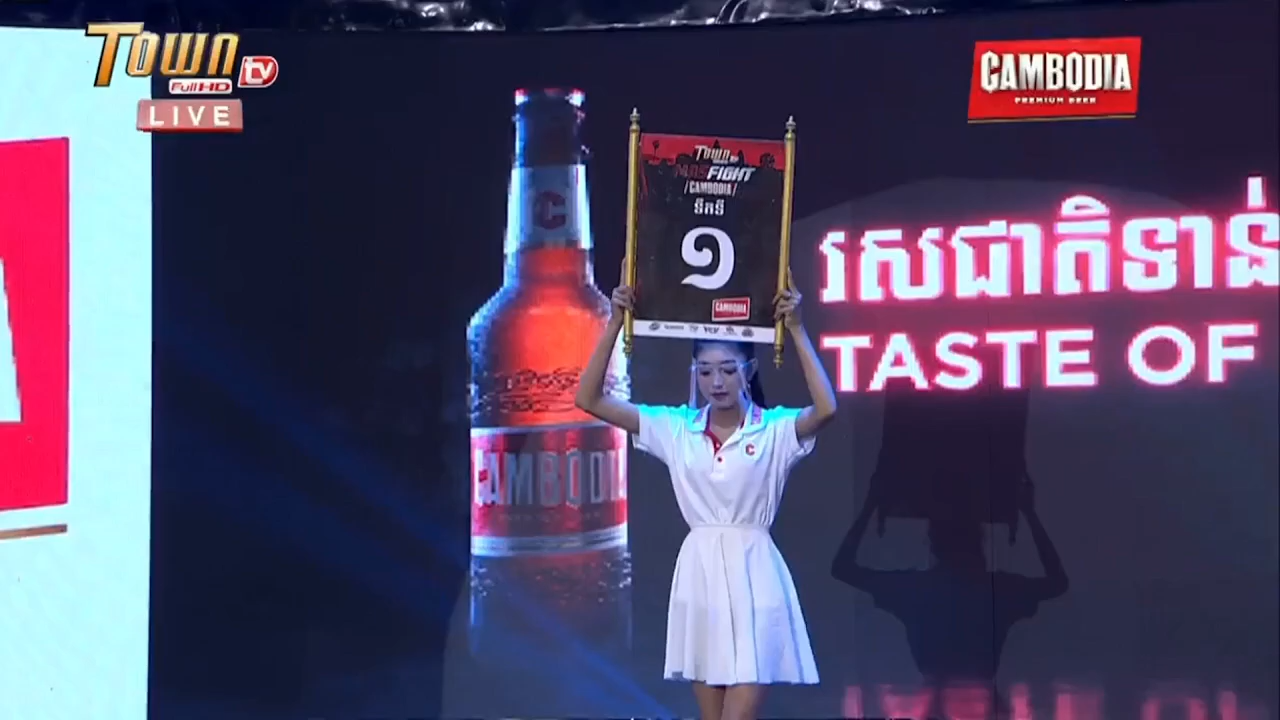 TOWN tv
Full HD
LIVE
CAMBODIA
PREMIUM BEER
TOWN
FIGHT
/CAMBODIA/
ទឹកទី
១
CAMBODIA
រសជាតិទាន់
TASTE OF
C
CAMBODIA
C